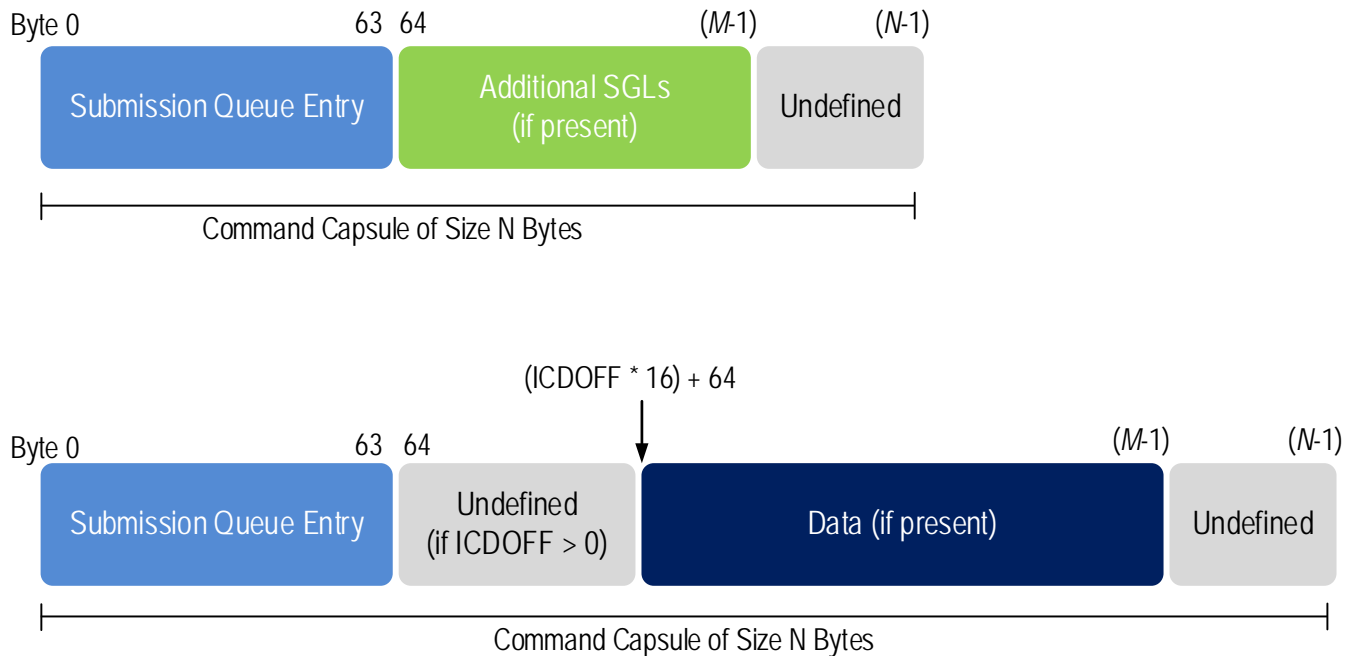 Byte 0 63 64 (M-1) (N-1)
Submission Queue Entry
Additional SGLs
(if present)
Undefined
Command Capsule of Size N Bytes
(ICDOFF * 16) + 64
Byte 0 63 64 (M-1) (N-1)
Submission Queue Entry
Undefined
(if ICDOFF > 0)
Data (if present)
Undefined
Command Capsule of Size N Bytes